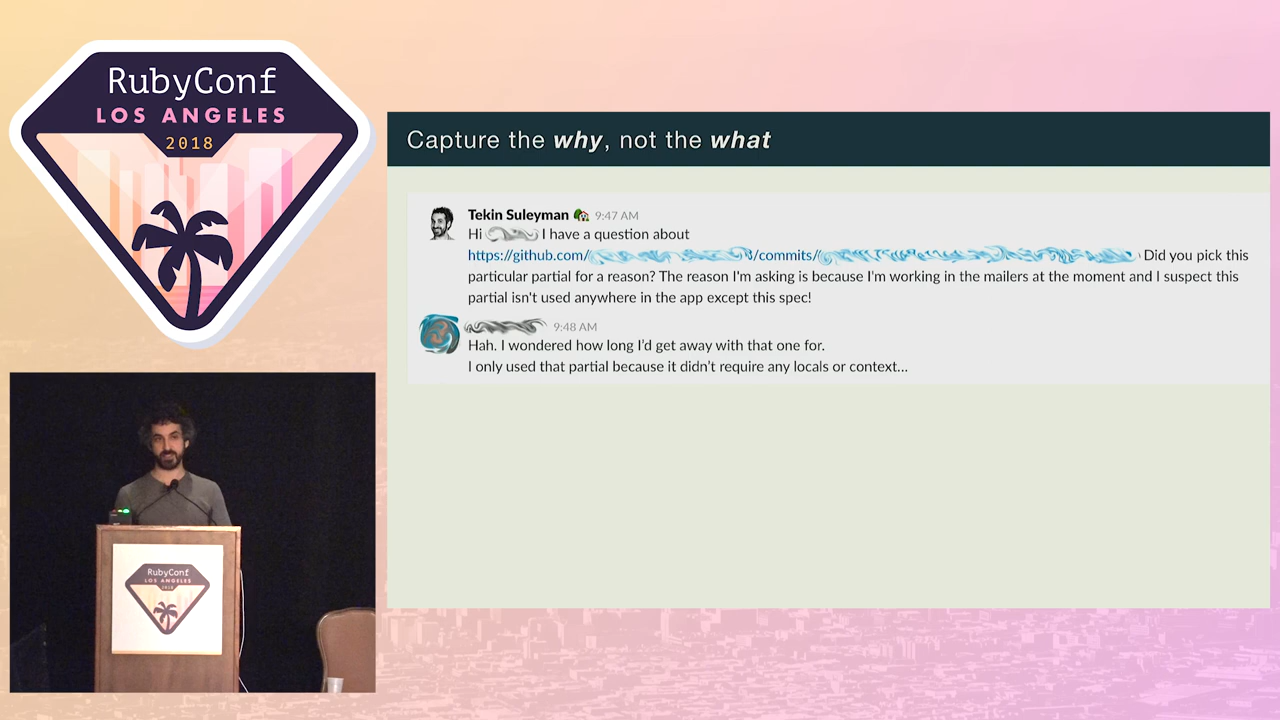 RubyConf
LOS ANGELES
2018
Capture the why, not the what
Tekin Suleyman 9:47 AM
Hi I have a question about
https://github.com/ /commits/ Did you pick this
particular partial for a reason? The reason I'm asking is because I'm working in the mailers at the moment and I suspect this
partial isn't used anywhere in the app except this spec!
9:48 AM
Hah. I wondered how long I'd get away with that one for.
I only used that partial because it didn't require any locals or context...
RubyConf
LOS ANGELES
2018